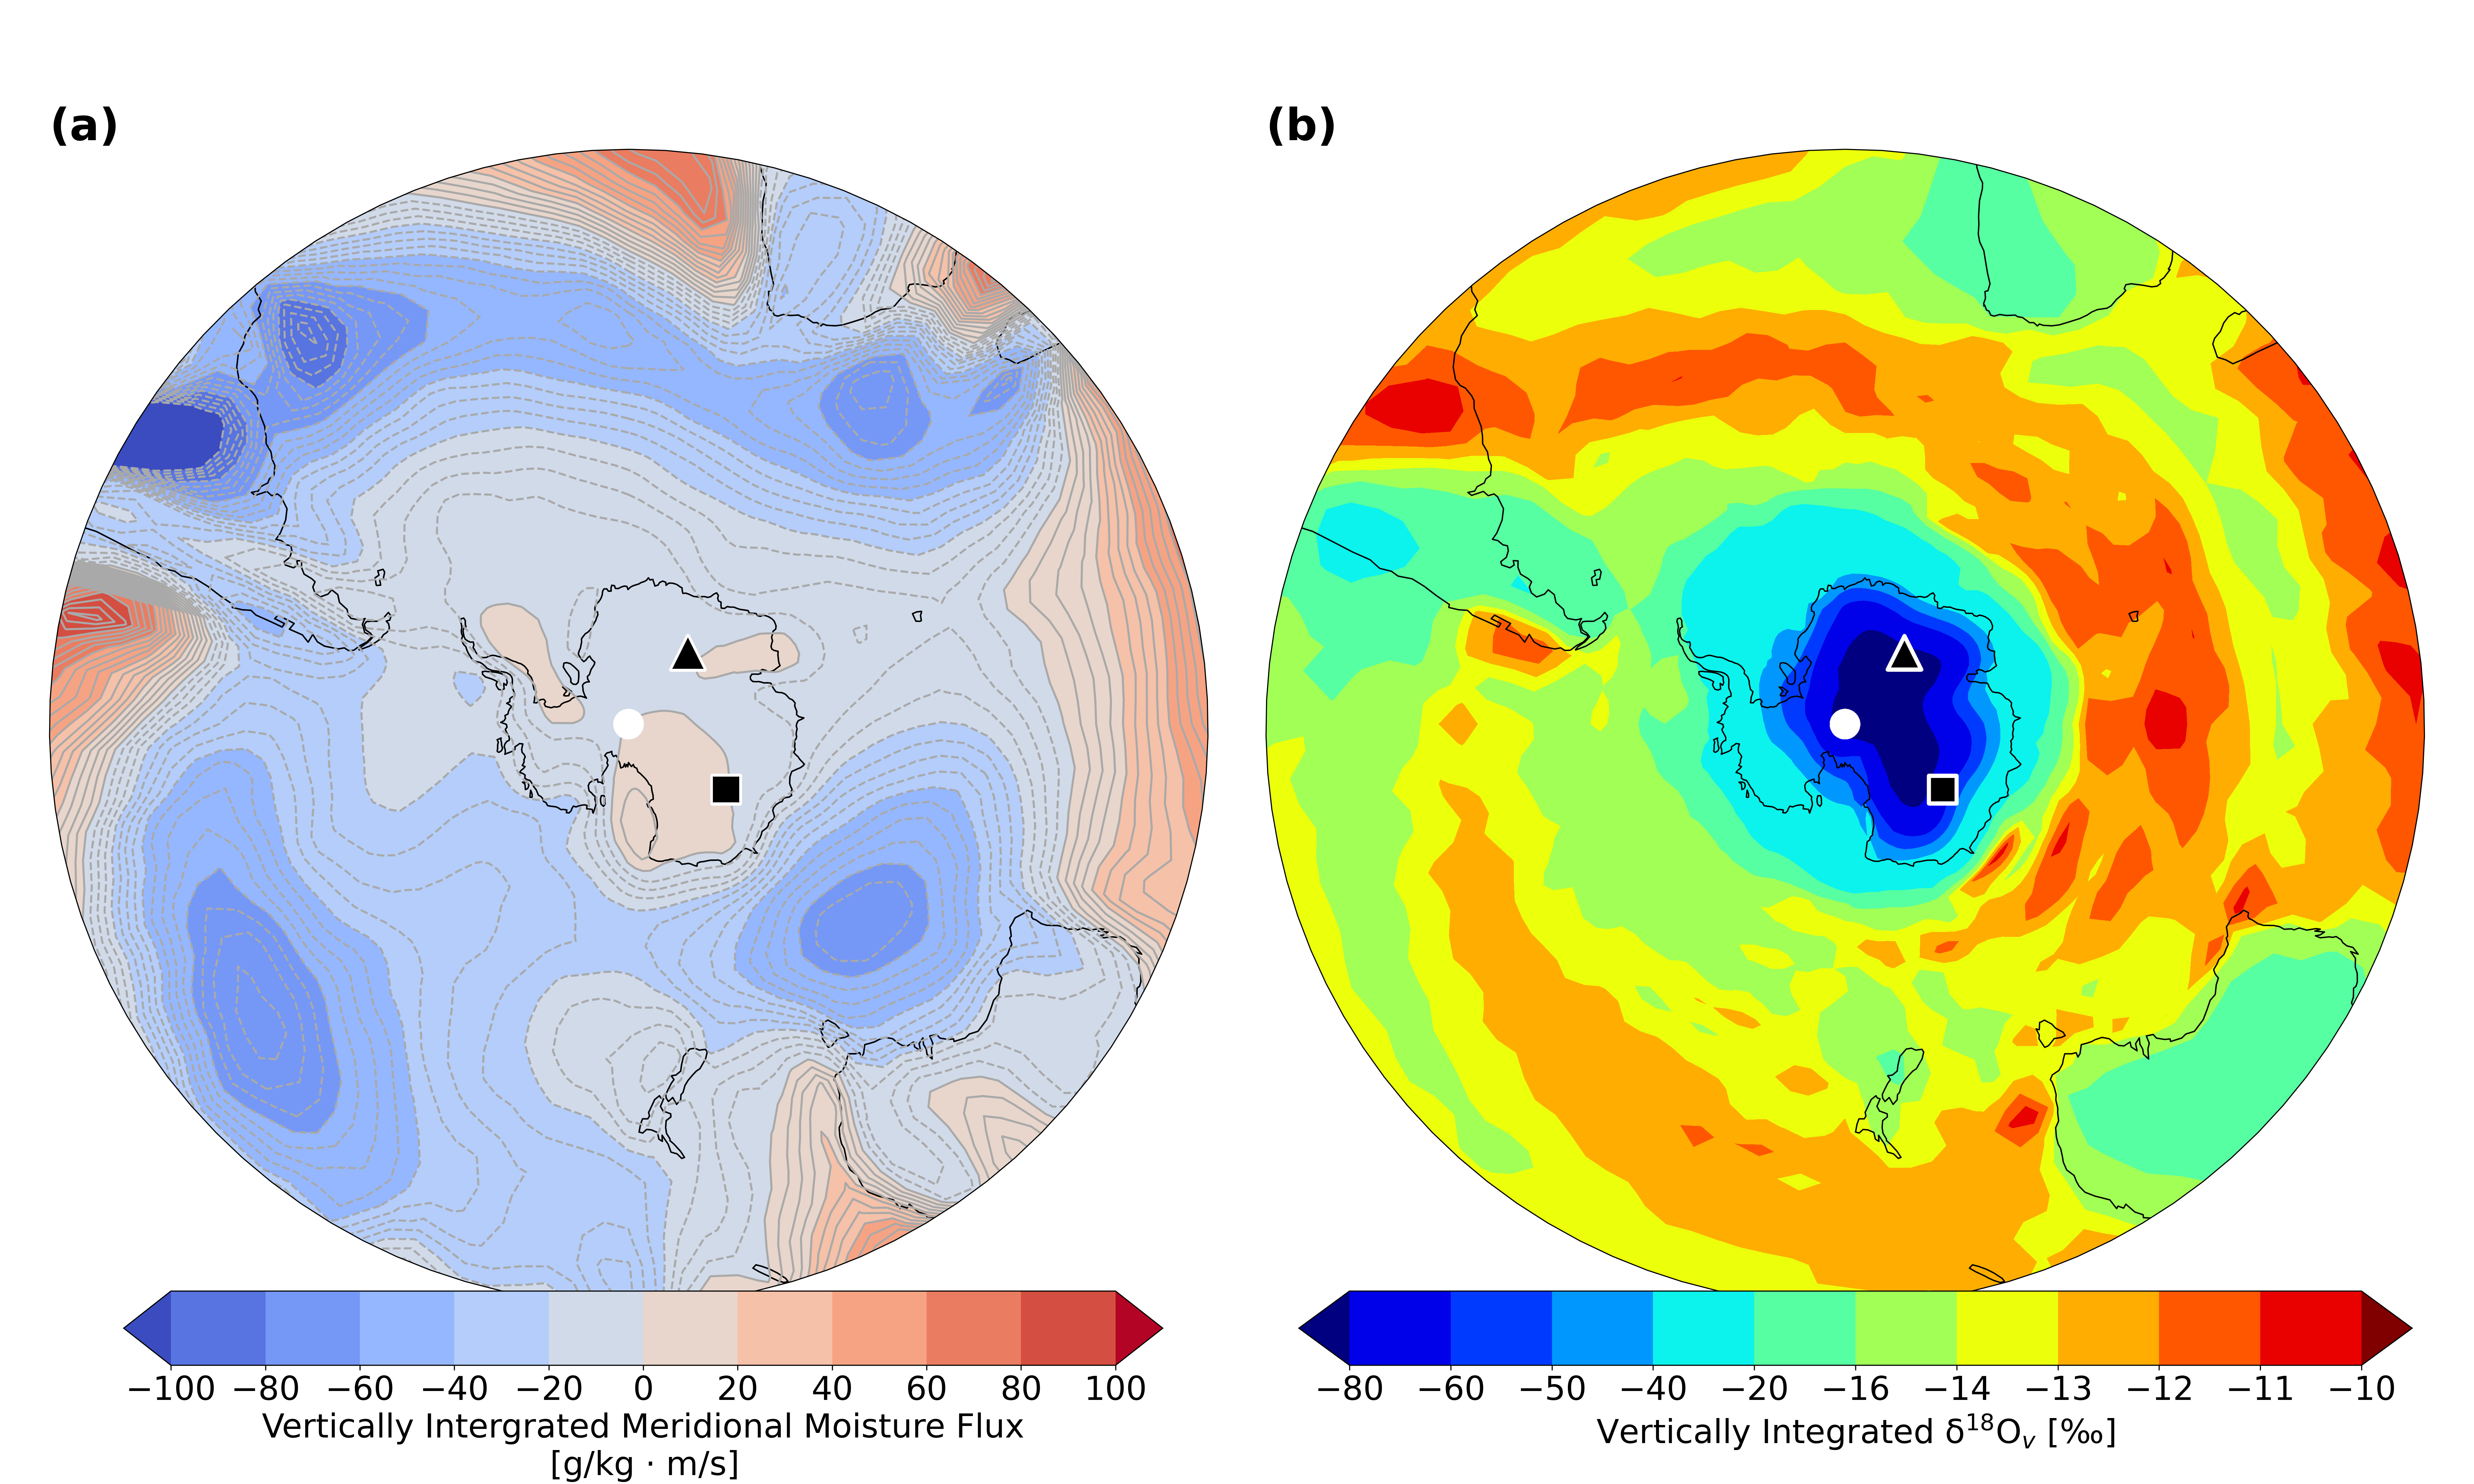 (a)
(b)
−100 −80 −60 −40 −20 0 20 40 60 80 100
Vertically Intergrated Meridional Moisture Flux
[g/kg · m/s]
−80 −60 −50 −40 −20 −16 −14 −13 −12 −11 −10
Vertically Integrated δ¹⁸Oᵥ [‰]